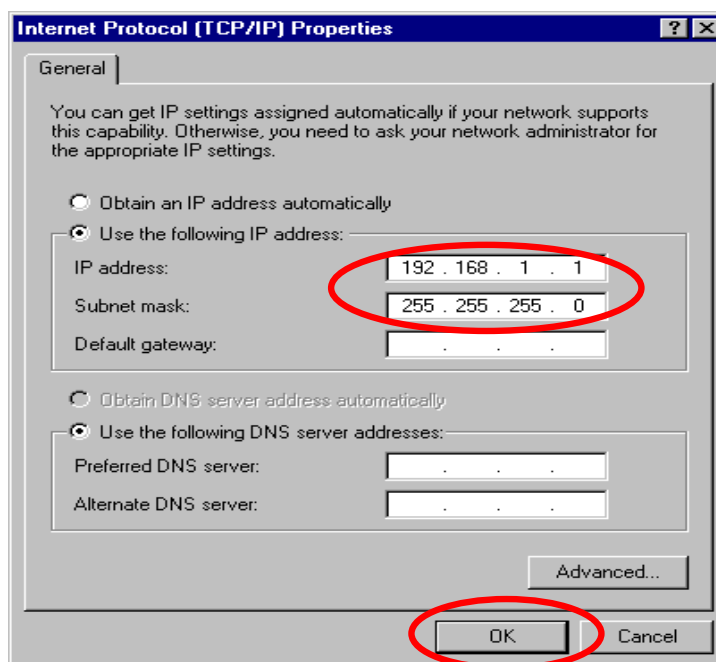 Internet Protocol (TCP/IP) Properties
General
You can get IP settings assigned automatically if your network supports
this capability. Otherwise, you need to ask your network administrator for
the appropriate IP settings.
Obtain an IP address automatically
Use the following IP address:
IP address: 192 . 168 . 1 . 1
Subnet mask: 255 . 255 . 255 . 0
Default gateway: . . .
Obtain DNS server address automatically
Use the following DNS server addresses:
Preferred DNS server: . . .
Alternate DNS server: . . .
Advanced...
OK Cancel